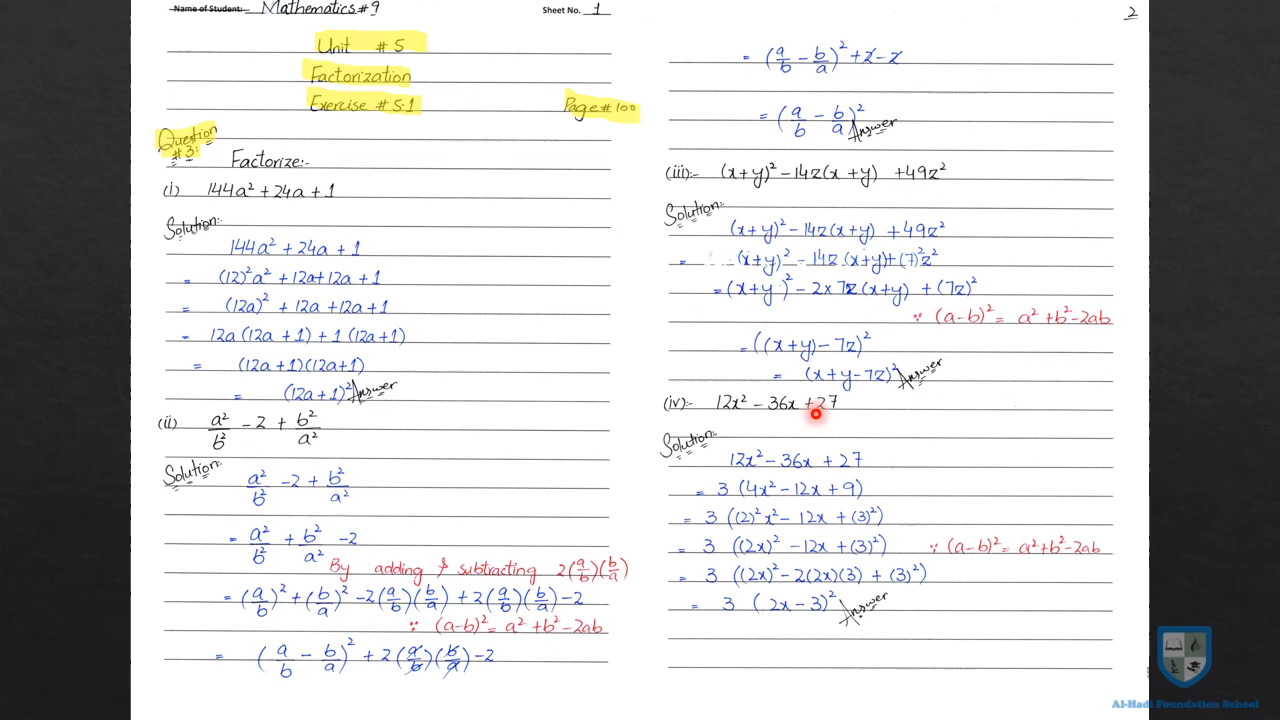 Name of Student: Mathematics #9
Sheet No. 1
Unit # 5
Factorization
Exercise # 5.1
Page # 100
Question # 3:
Factorize:-
(i) 144a² + 24a + 1
Solution:
144a² + 24a + 1
= (12)²a² + 12a + 12a + 1
= (12a)² + 12a + 12a + 1
= 12a (12a + 1) + 1 (12a + 1)
= (12a + 1)(12a + 1)
= (12a + 1)² Answer
(ii) a²/b² - 2 + b²/a²
Solution:
a²/b² - 2 + b²/a²
= a²/b² + b²/a² - 2
By adding & subtracting 2(a/b)(b/a)
= (a/b)² + (b/a)² - 2(a/b)(b/a) + 2(a/b)(b/a) - 2
∵ (a-b)² = a² + b² - 2ab
= (a/b - b/a)² + 2(a/b)(b/a) - 2
2
= (a/b - b/a)² + 2 - 2
= (a/b - b/a)² Answer
(iii):- (x+y)² - 14z(x+y) + 49z²
Solution:
(x+y)² - 14z(x+y) + 49z²
= (x+y)² - 14z (x+y) + (7)²z²
= (x+y)² - 2x7z (x+y) + (7z)²
∵ (a-b)² = a² + b² - 2ab
= ((x+y) - 7z)²
= (x+y-7z)² Answer
(iv):- 12x² - 36x + 27
Solution:
12x² - 36x + 27
= 3 (4x² - 12x + 9)
= 3 ((2)²x² - 12x + (3)²)
= 3 ((2x)² - 12x + (3)²) ∵ (a-b)² = a² + b² - 2ab
= 3 ((2x)² - 2(2x)(3) + (3)²)
= 3 (2x - 3)² Answer
Al-Hadi Foundation School